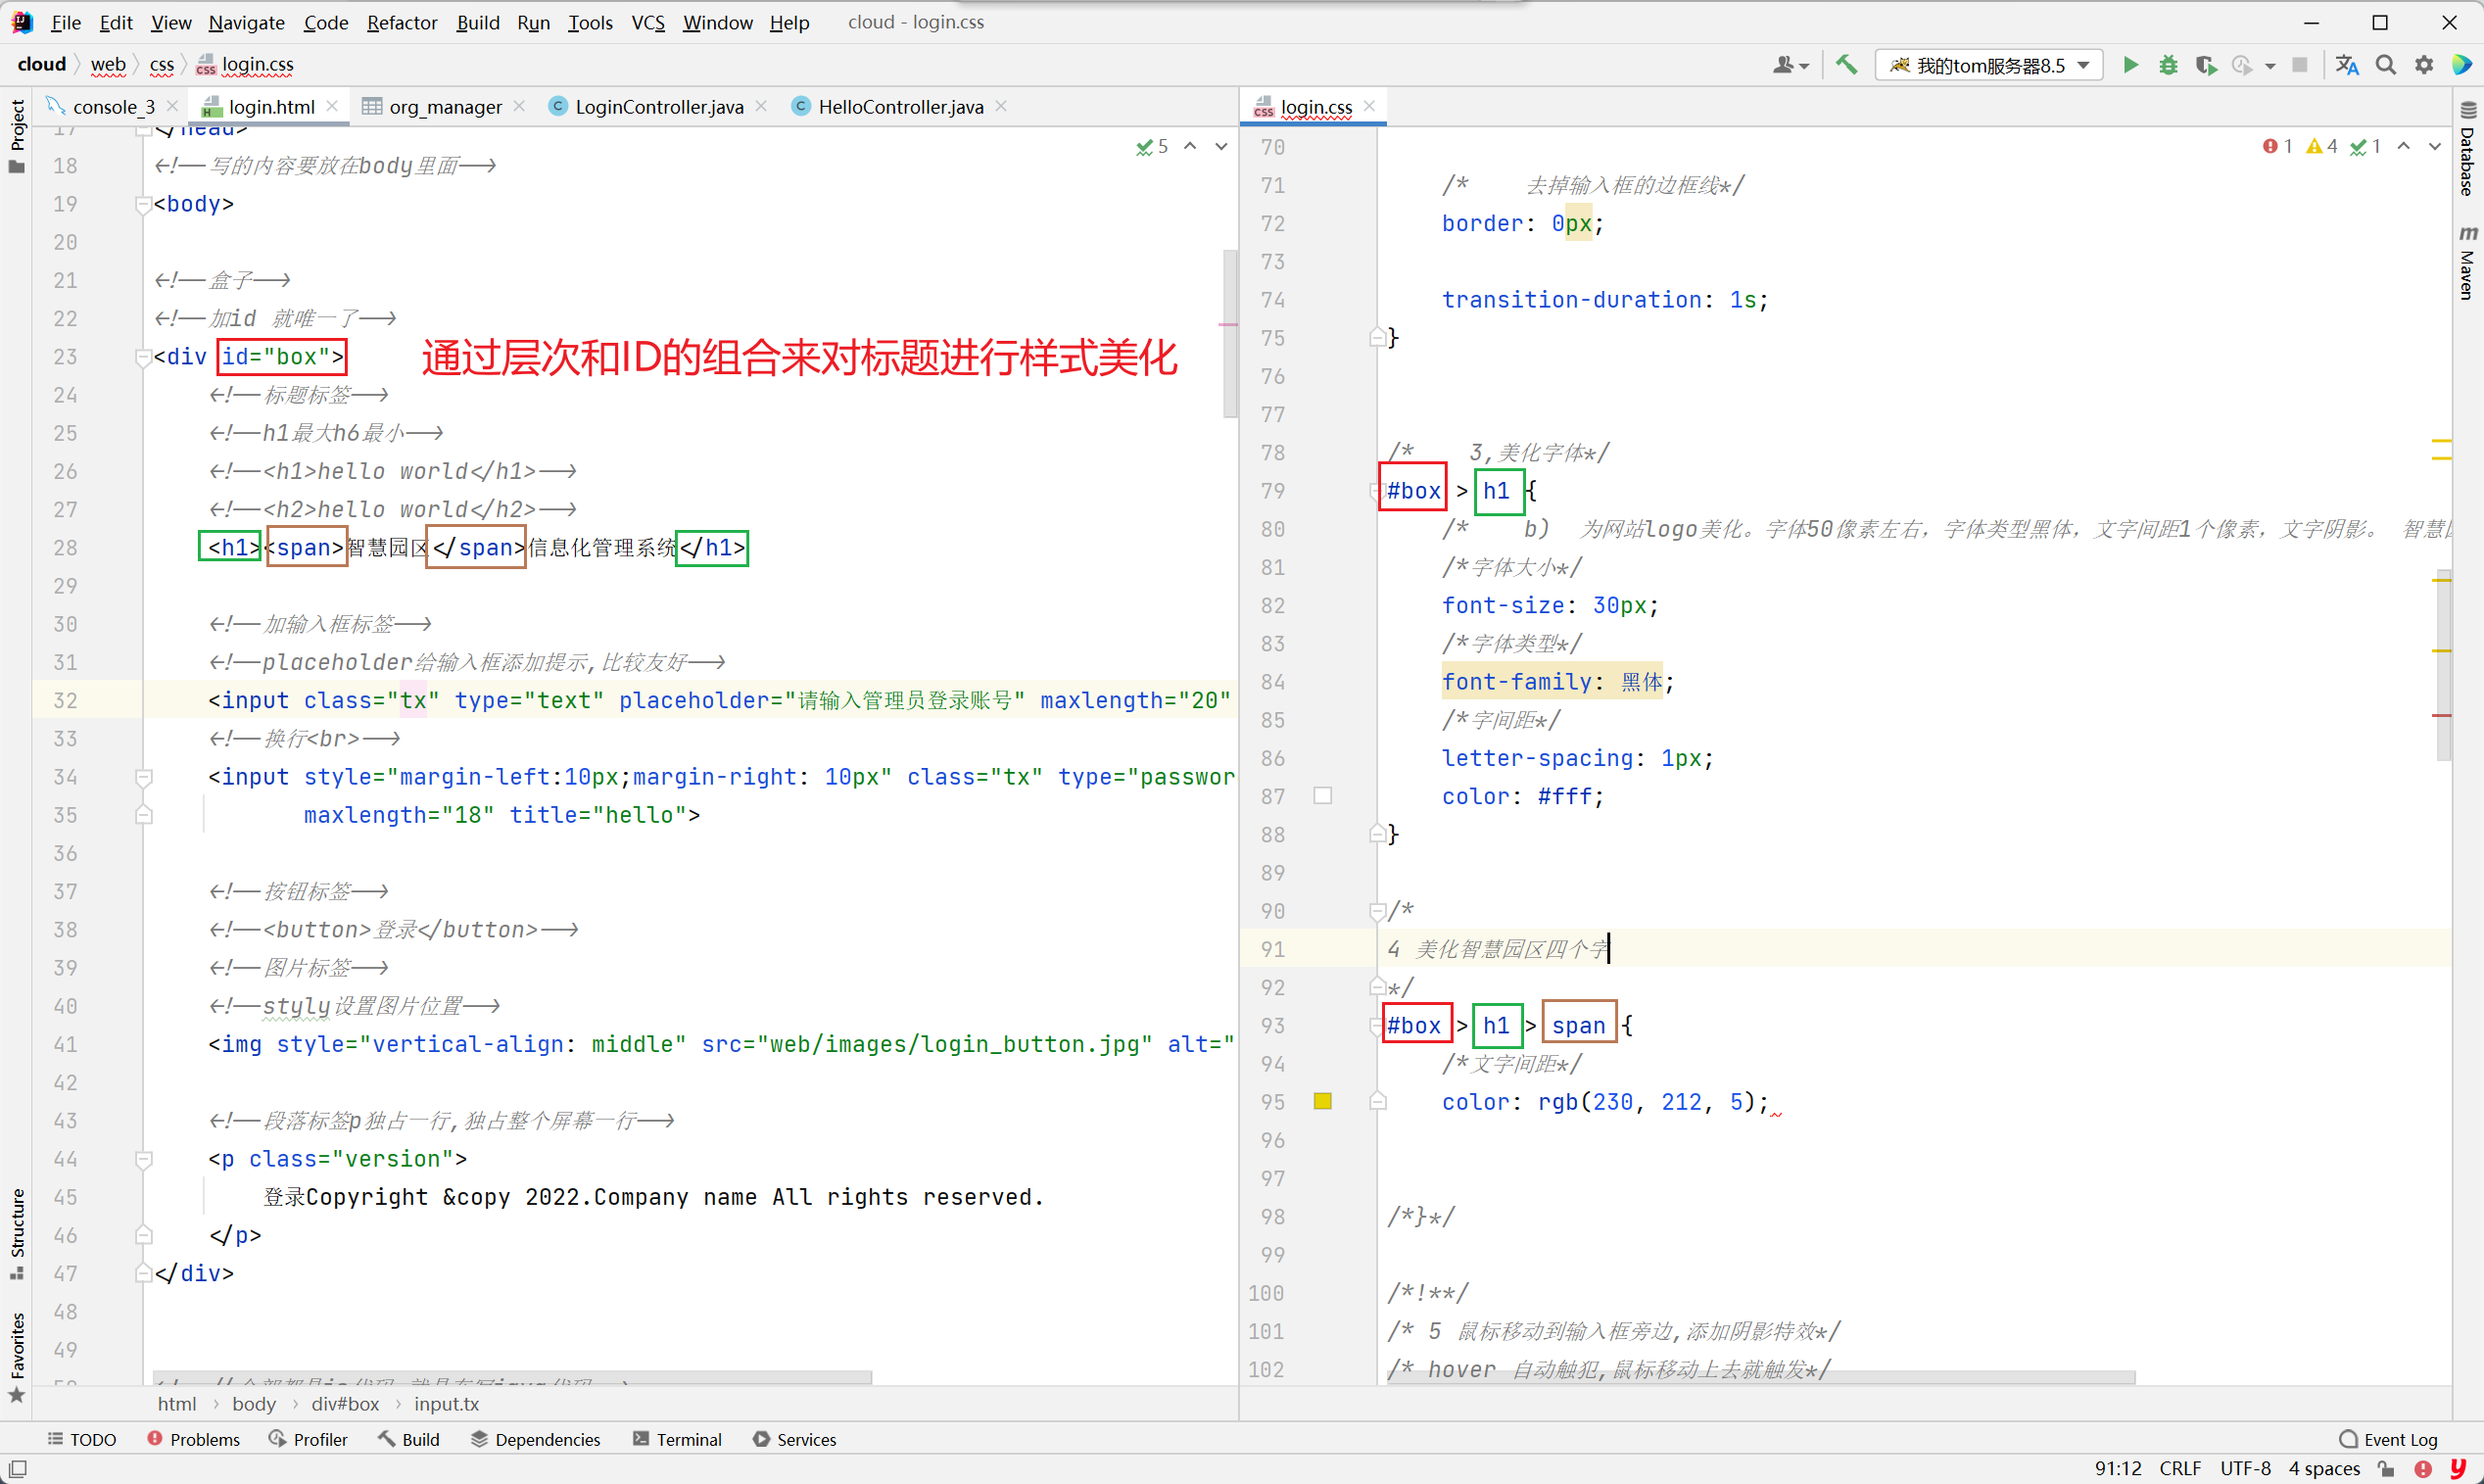 File Edit View Navigate Code Refactor Build Run Tools VCS Window Help cloud - login.css
cloud web css login.css 我的tom服务器8.5
console_3 login.html org_manager LoginController.java HelloController.java
17 </head>
18 <!--写的内容要放在body里面-->
19 <body>
20
21 <!--盒子-->
22 <!--加id 就唯一了-->
23 <div id="box">
通过层次和ID的组合来对标题进行样式美化
24 <!--标题标签-->
25 <!--h1最大h6最小-->
26 <!--<h1>hello world</h1>-->
27 <!--<h2>hello world</h2>-->
28 <h1><span>智慧园区</span>信息化管理系统</h1>
29
30 <!--加输入框标签-->
31 <!--placeholder给输入框添加提示,比较友好-->
32 <input class="tx" type="text" placeholder="请输入管理员登录账号" maxlength="20"
33 <!--换行<br>-->
34 <input style="margin-left:10px;margin-right: 10px" class="tx" type="passwor
35 maxlength="18" title="hello">
36
37 <!--按钮标签-->
38 <!--<button>登录</button>-->
39 <!--图片标签-->
40 <!--styly设置图片位置-->
41 <img style="vertical-align: middle" src="web/images/login_button.jpg" alt="
42
43 <!--段落标签p独占一行,独占整个屏幕一行-->
44 <p class="version">
45 登录Copyright &copy 2022.Company name All rights reserved.
46 </p>
47 </div>
48
49
html body div#box input.tx
5
login.css
1 4 1
70
71 /* 去掉输入框的边框线*/
72 border: 0px;
73
74 transition-duration: 1s;
75 }
76
77
78 /* 3,美化字体*/
79 #box > h1 {
80 /* b) 为网站logo美化。字体50像素左右，字体类型黑体，文字间距1个像素，文字阴影。 智慧
81 /*字体大小*/
82 font-size: 30px;
83 /*字体类型*/
84 font-family: 黑体;
85 /*字间距*/
86 letter-spacing: 1px;
87 color: #fff;
88 }
89
90 /*
91 4 美化智慧园区四个字
92 */
93 #box > h1 > span {
94 /*文字间距*/
95 color: rgb(230, 212, 5);
96
97
98 /*}*/
99
100 /*!**/
101 /* 5 鼠标移动到输入框旁边,添加阴影特效*/
102 /* hover 自动触犯,鼠标移动上去就触发*/
Project
Structure
Favorites
Database
m Maven
TODO Problems Profiler Build Dependencies Terminal Services Event Log
91:12 CRLF UTF-8 4 spaces